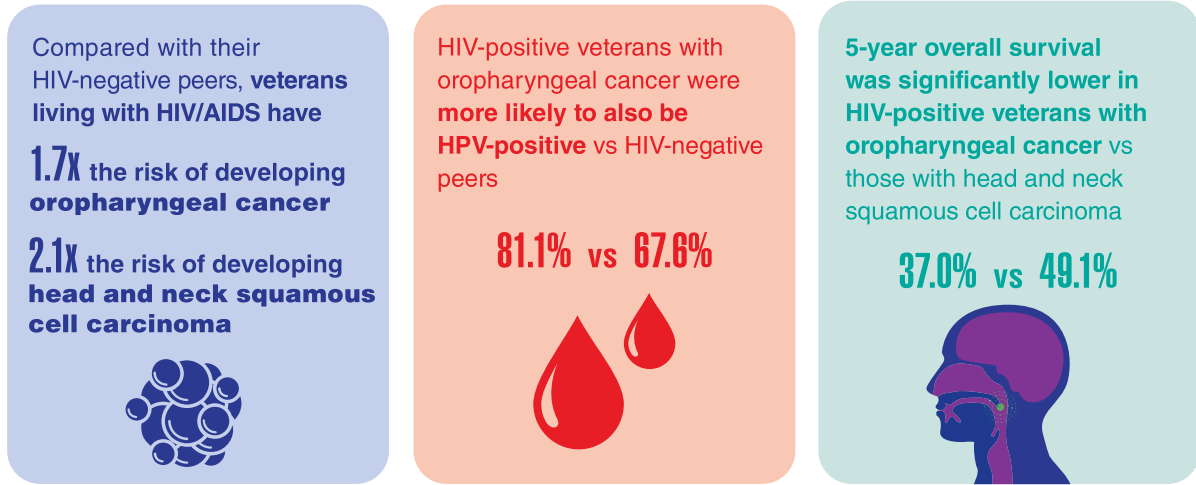 Compared with their
HIV-negative peers, veterans
living with HIV/AIDS have
1.7x the risk of developing
oropharyngeal cancer
2.1x the risk of developing
head and neck squamous
cell carcinoma
HIV-positive veterans with
oropharyngeal cancer were
more likely to also be
HPV-positive vs HIV-negative
peers
81.1% vs 67.6%
5-year overall survival
was significantly lower in
HIV-positive veterans with
oropharyngeal cancer vs
those with head and neck
squamous cell carcinoma
37.0% vs 49.1%